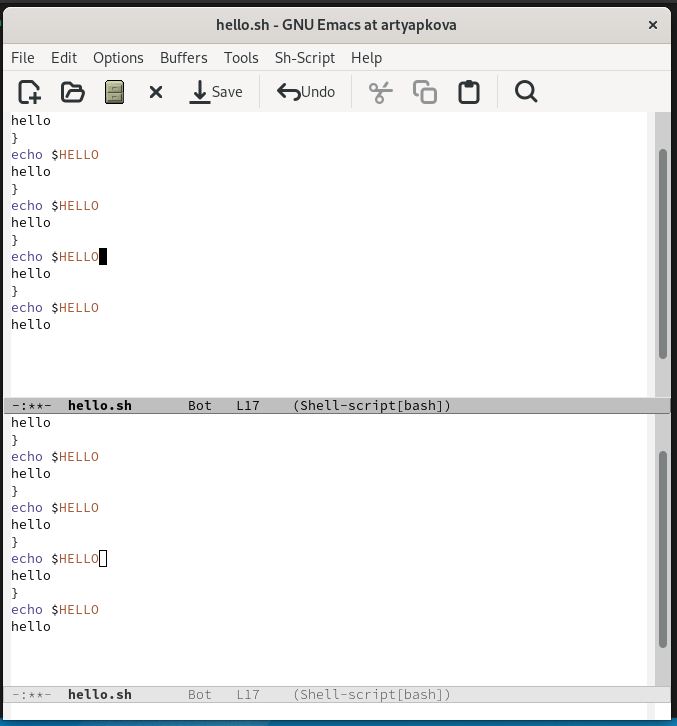 hello.sh - GNU Emacs at artyapkova
File Edit Options Buffers Tools Sh-Script Help
Save Undo
hello
}
echo $HELLO
hello
}
echo $HELLO
hello
}
echo $HELLO
hello
}
echo $HELLO
hello
-:**- hello.sh Bot L17 (Shell-script[bash])
hello
}
echo $HELLO
hello
}
echo $HELLO
hello
}
echo $HELLO
hello
}
echo $HELLO
hello
-:**- hello.sh Bot L17 (Shell-script[bash])